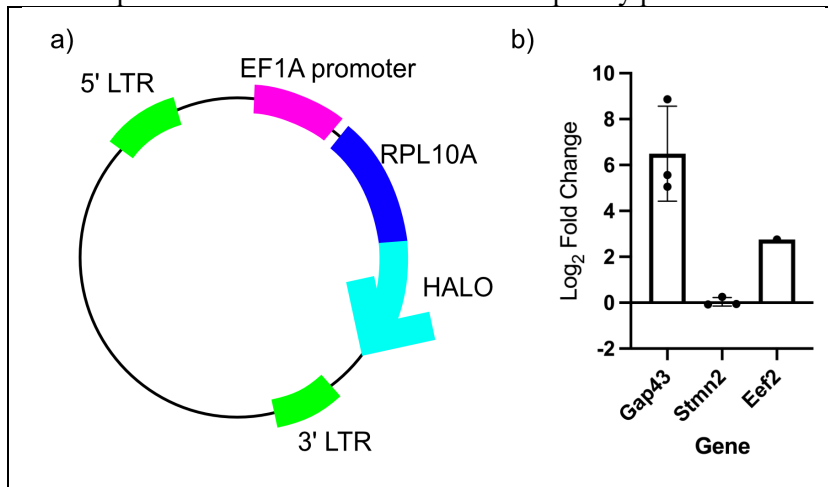 a)
5' LTR
EF1A promoter
RPL10A
HALO
3' LTR
b)
Log2 Fold Change
10
8
6
4
2
0
-2
Gap43
Stmn2
Eef2
Gene